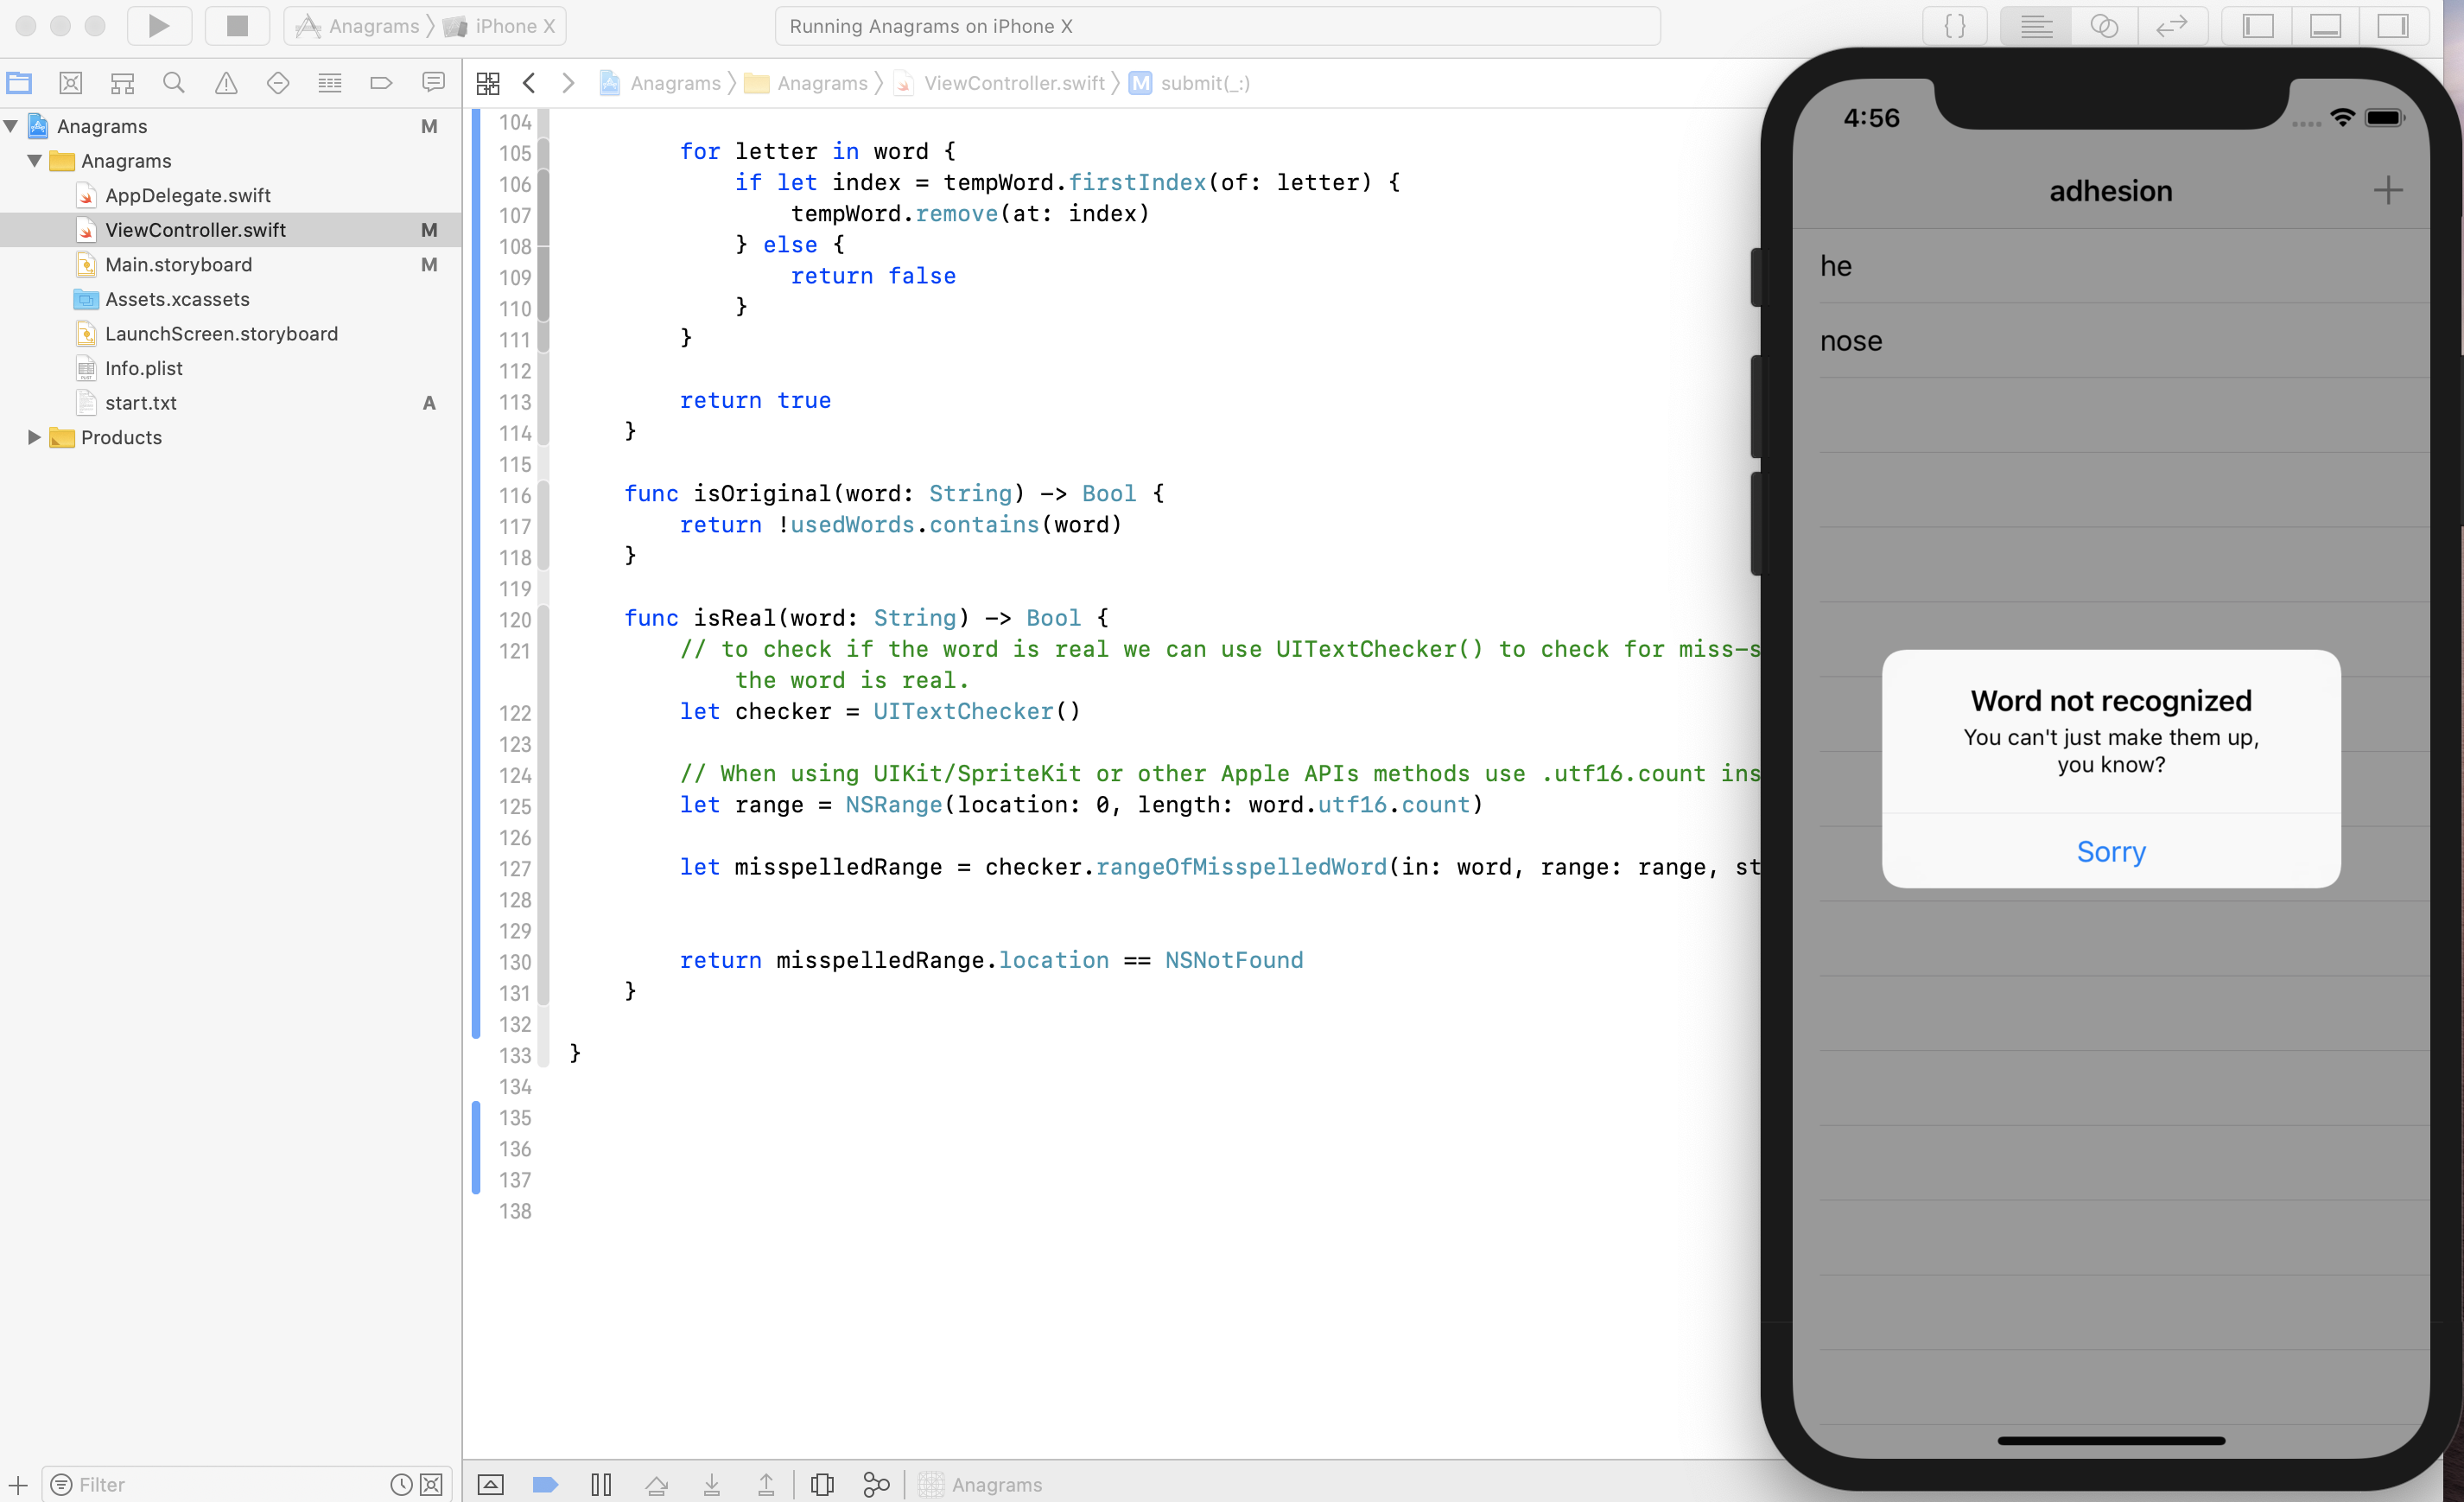 Anagrams 〉 iPhone X
Running Anagrams on iPhone X
{}
Anagrams 〉 Anagrams 〉 ViewController.swift 〉 M submit(_:)
Anagrams M
Anagrams
AppDelegate.swift
ViewController.swift M
Main.storyboard M
Assets.xcassets
LaunchScreen.storyboard
Info.plist
start.txt A
Products
Filter
104
105 for letter in word {
106 if let index = tempWord.firstIndex(of: letter) {
107 tempWord.remove(at: index)
108 } else {
109 return false
110 }
111 }
112
113 return true
114 }
115
116 func isOriginal(word: String) -> Bool {
117 return !usedWords.contains(word)
118 }
119
120 func isReal(word: String) -> Bool {
121 // to check if the word is real we can use UITextChecker() to check for miss-s
the word is real.
122 let checker = UITextChecker()
123
124 // When using UIKit/SpriteKit or other Apple APIs methods use .utf16.count ins
125 let range = NSRange(location: 0, length: word.utf16.count)
126
127 let misspelledRange = checker.rangeOfMisspelledWord(in: word, range: range, st
128
129
130 return misspelledRange.location == NSNotFound
131 }
132
133 }
134
135
136
137
138
Anagrams
4:56
adhesion
he
nose
Word not recognized
You can't just make them up,
you know?
Sorry